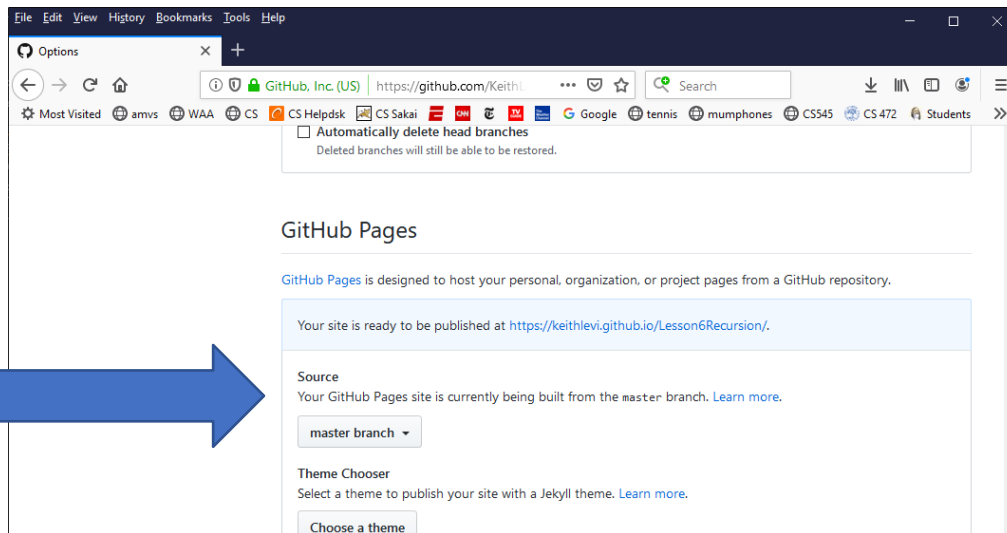 File Edit View History Bookmarks Tools Help
Options
GitHub, Inc. (US) https://github.com/Keith Search
Most Visited amvs WAA CS CS Helpdsk CS Sakai CNN Google tennis mumphones CS545 CS 472 Students
Automatically delete head branches
Deleted branches will still be able to be restored.
GitHub Pages
GitHub Pages is designed to host your personal, organization, or project pages from a GitHub repository.
Your site is ready to be published at https://keithlevi.github.io/Lesson6Recursion/.
Source
Your GitHub Pages site is currently being built from the master branch. Learn more.
master branch
Theme Chooser
Select a theme to publish your site with a Jekyll theme. Learn more.
Choose a theme